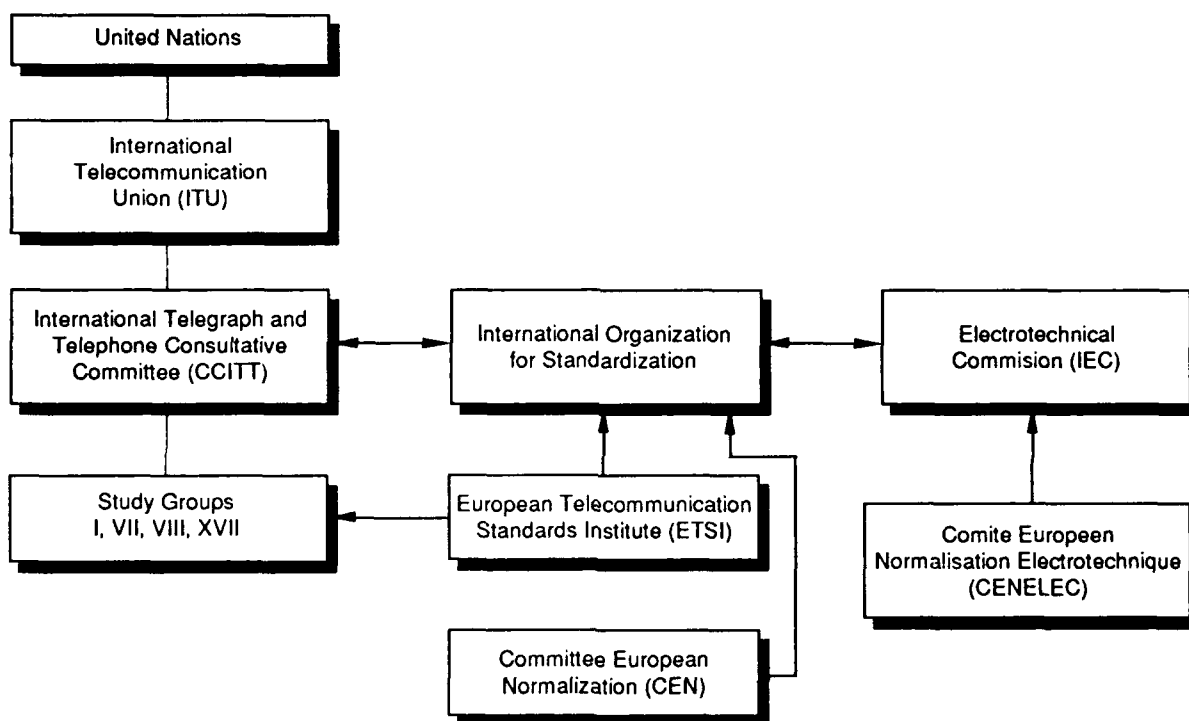 United Nations
International
Telecommunication
Union (ITU)
International Telegraph and
Telephone Consultative
Committee (CCITT)
International Organization
for Standardization
Electrotechnical
Commision (IEC)
Study Groups
I, VII, VIII, XVII
European Telecommunication
Standards Institute (ETSI)
Comite Europeen
Normalisation Electrotechnique
(CENELEC)
Committee European
Normalization (CEN)